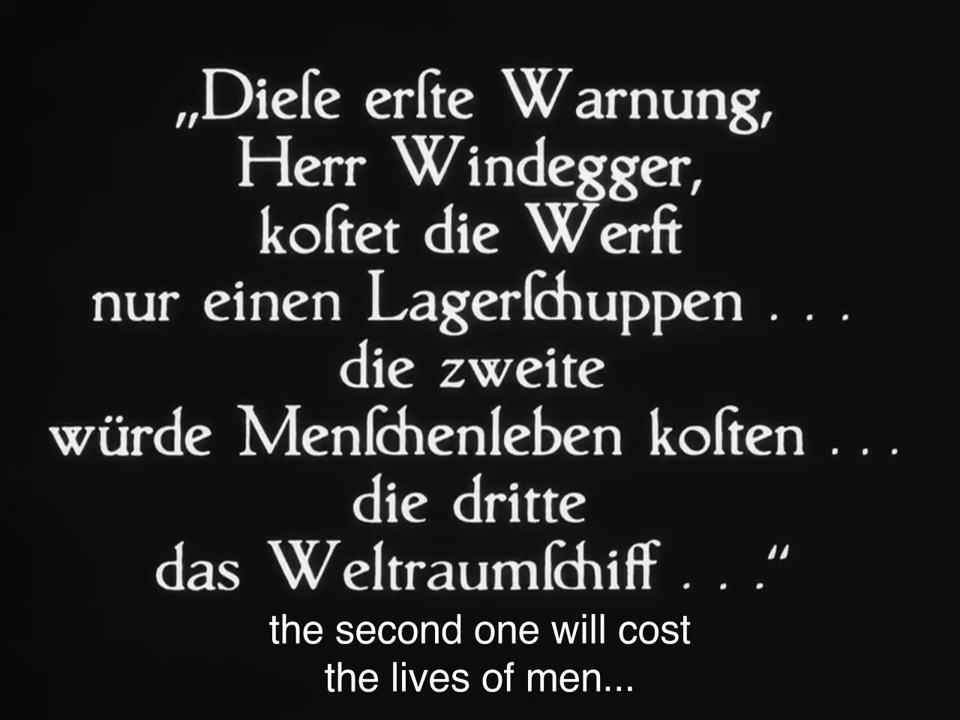 „Dieſe erſte Warnung,
Herr Windegger,
koſtet die Werft
nur einen Lagerſchuppen . . .
die zweite
würde Menſchenleben koſten . . .
die dritte
das Weltraumſchiff . . .“
the second one will cost
the lives of men...